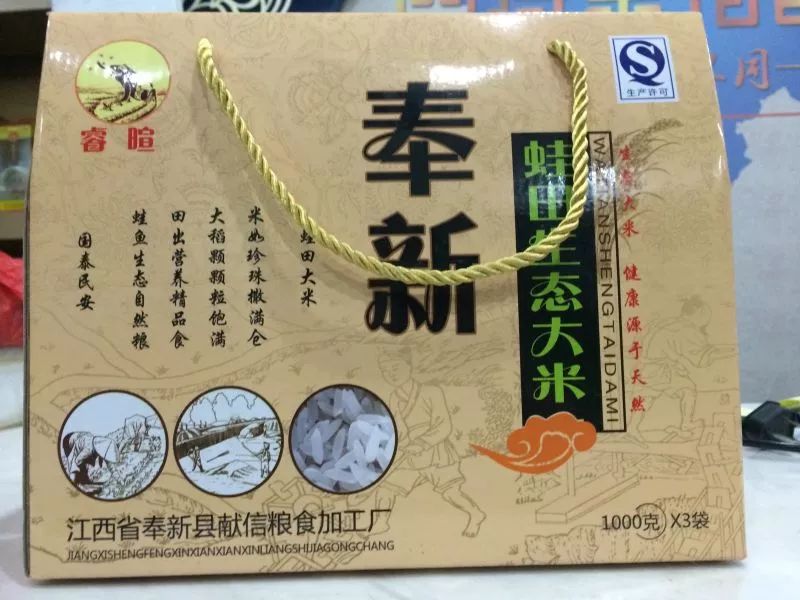 睿暄
奉新
生产许可
蛙田生态大米
WATIANSHENGTAIDAMI
生态大米 健康源于天然
蛙田大米
米如珍珠撒满仓
大稻颗颗粒饱满
田出营养精品食
蛙鱼生态自然粮
国泰民安
江西省奉新县献信粮食加工厂
JIANGXISHENGFENGXINXIANXIANXINLIANGSHIJIAGONGCHANG
1000克 X3袋